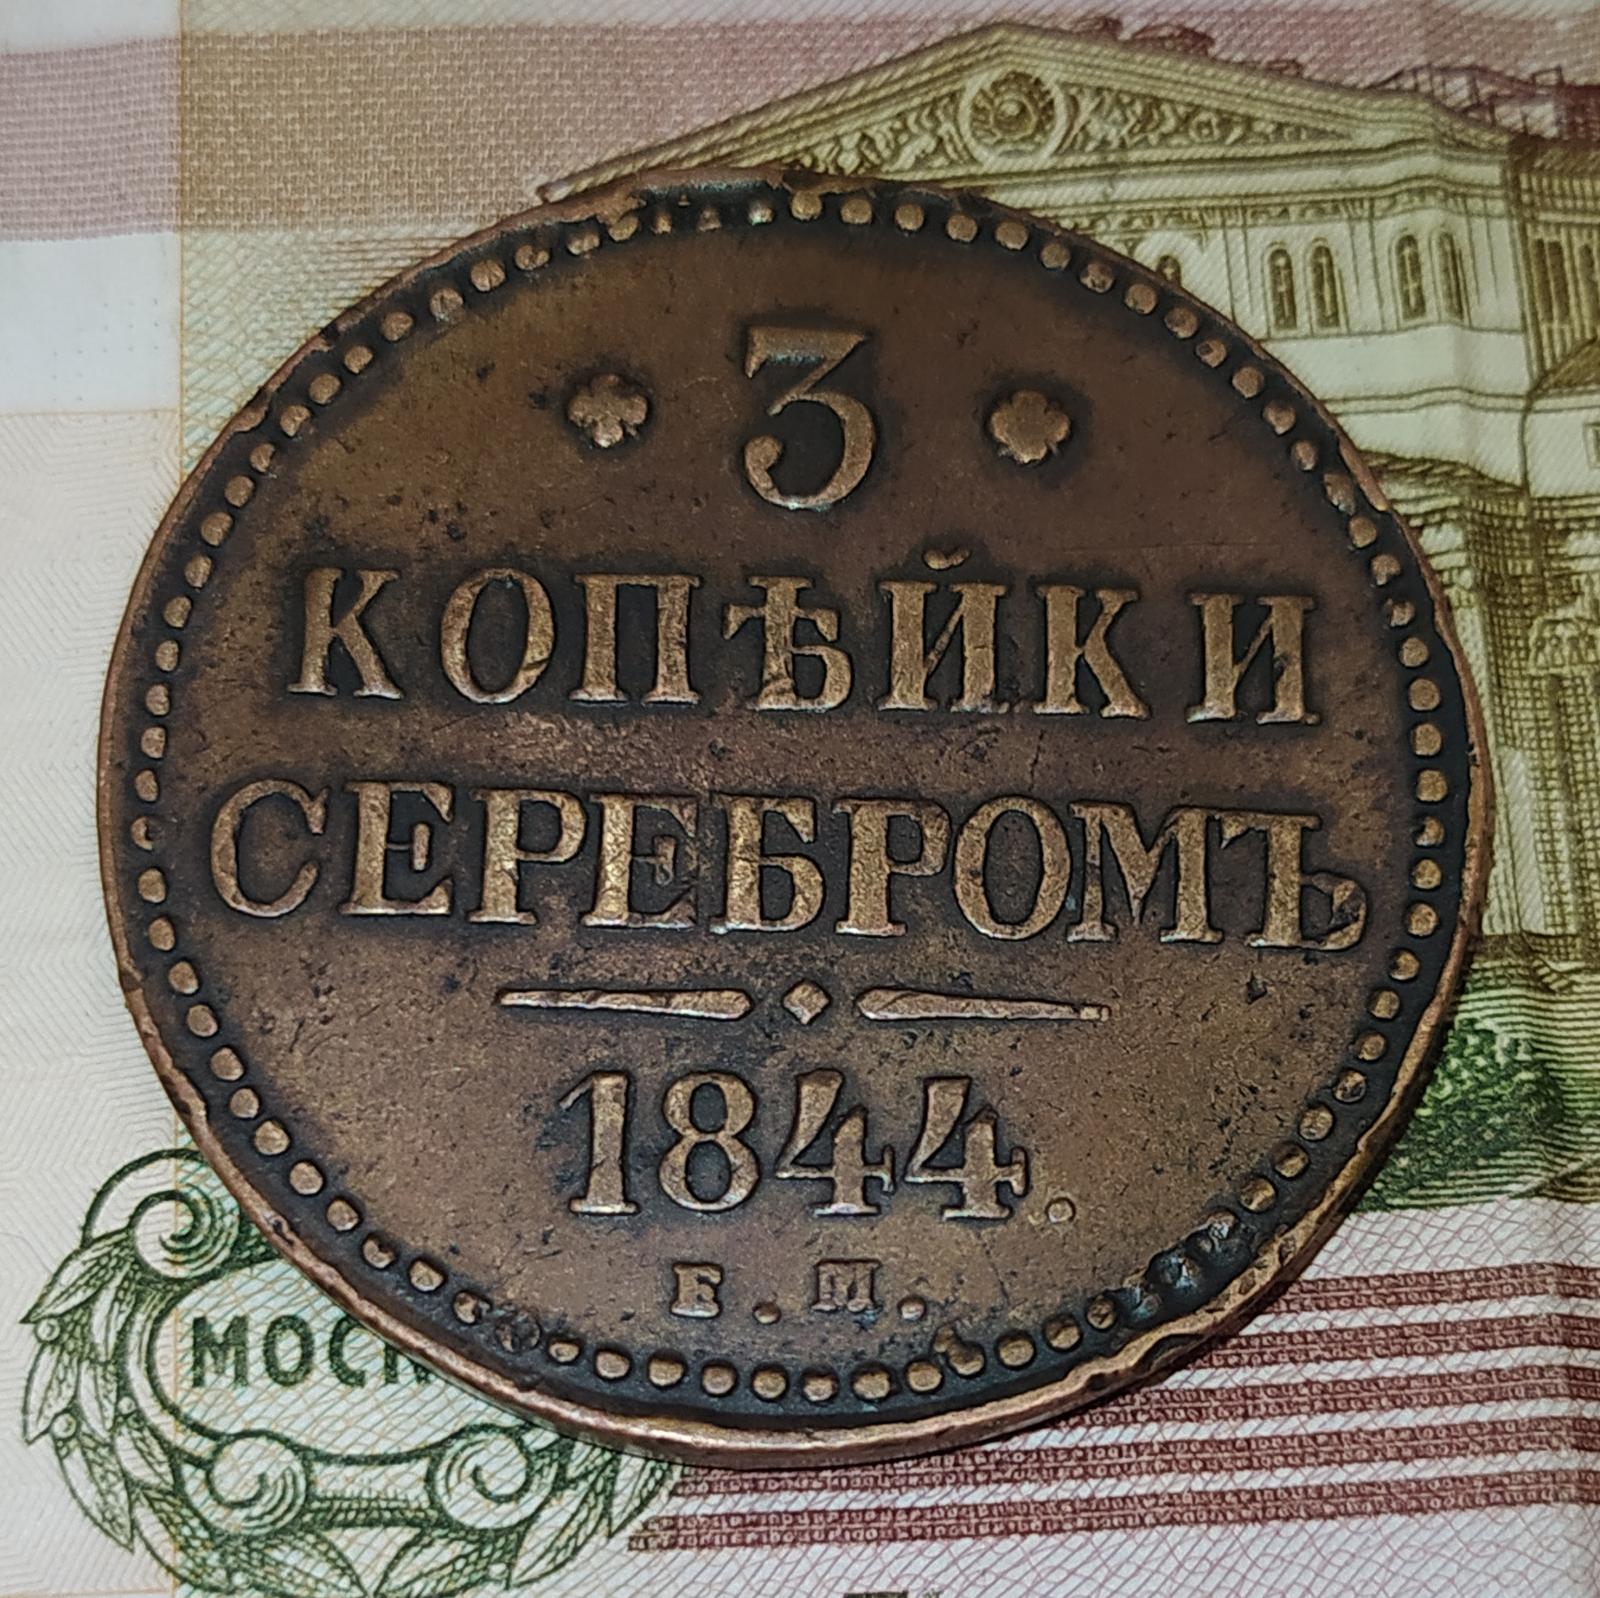 3
КОПѢЙКИ
СЕРЕБРОМЪ
1844.
Е. М.
МОСК